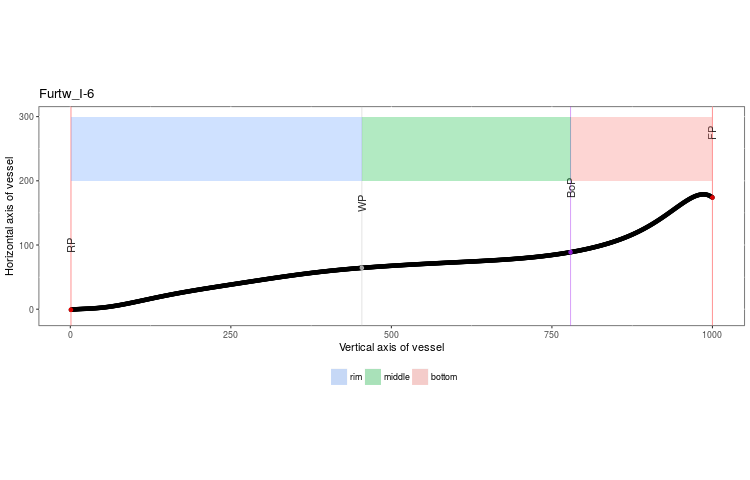 Furtw_I-6
300
200
100
0
Horizontal axis of vessel
RP
WP
BoP
FP
0 250 500 750 1000
Vertical axis of vessel
rim middle bottom